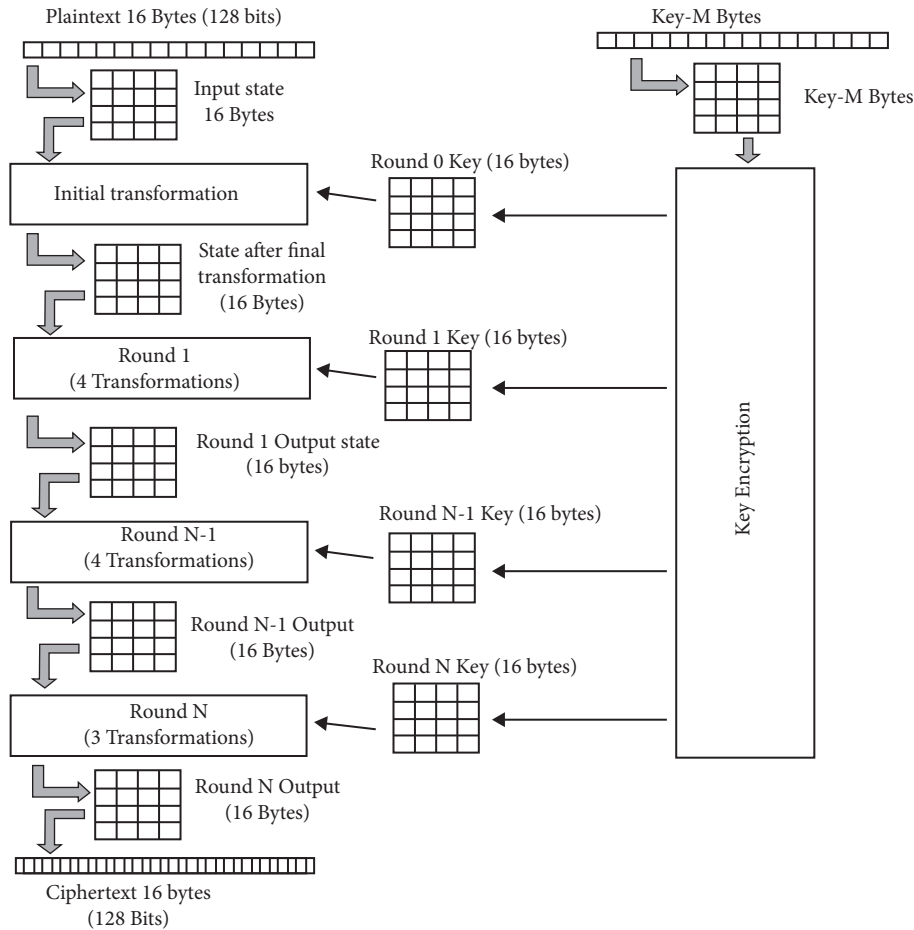 Plaintext 16 Bytes (128 bits)
Key-M Bytes
Input state
16 Bytes
Key-M Bytes
Round 0 Key (16 bytes)
Initial transformation
State after final
transformation
(16 Bytes)
Round 1 Key (16 bytes)
Round 1
(4 Transformations)
Round 1 Output state
(16 bytes)
Key Encryption
Round N-1 Key (16 bytes)
Round N-1
(4 Transformations)
Round N-1 Output
(16 Bytes)
Round N Key (16 bytes)
Round N
(3 Transformations)
Round N Output
(16 Bytes)
Ciphertext 16 bytes
(128 Bits)